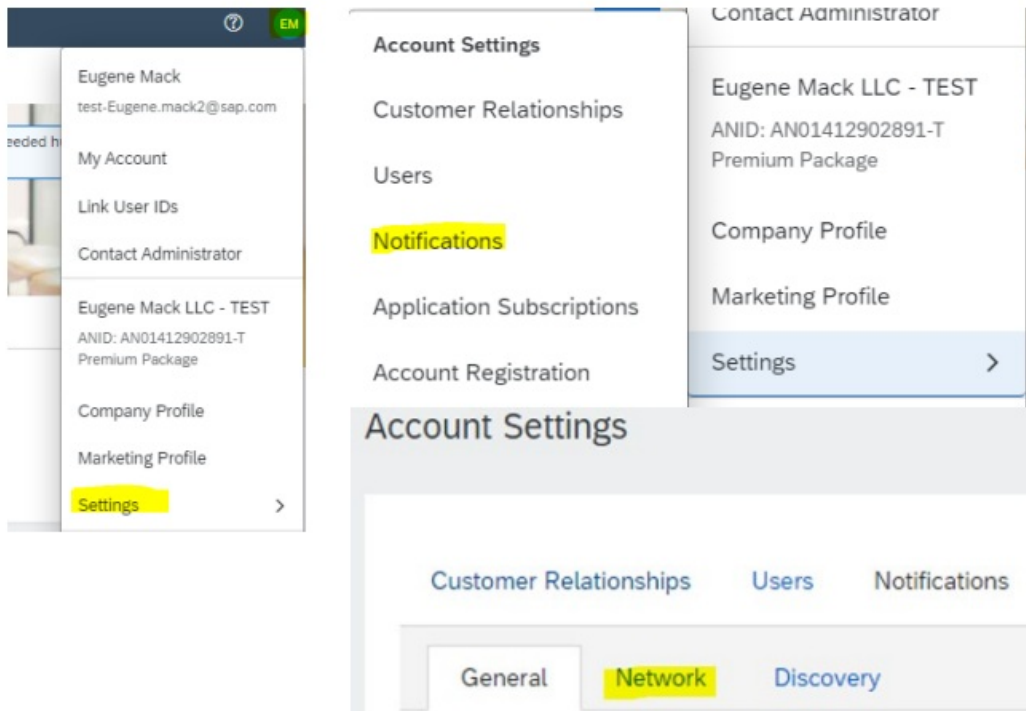 EM
Eugene Mack
test-Eugene.mack2@sap.com
eeded h
My Account
Link User IDs
Contact Administrator
Eugene Mack LLC - TEST
ANID: AN01412902891-T
Premium Package
Company Profile
Marketing Profile
Settings
Account Settings
Customer Relationships
Users
Notifications
Application Subscriptions
Account Registration
Contact Administrator
Eugene Mack LLC - TEST
ANID: AN01412902891-T
Premium Package
Company Profile
Marketing Profile
Settings
Account Settings
Customer Relationships Users Notifications
General Network Discovery